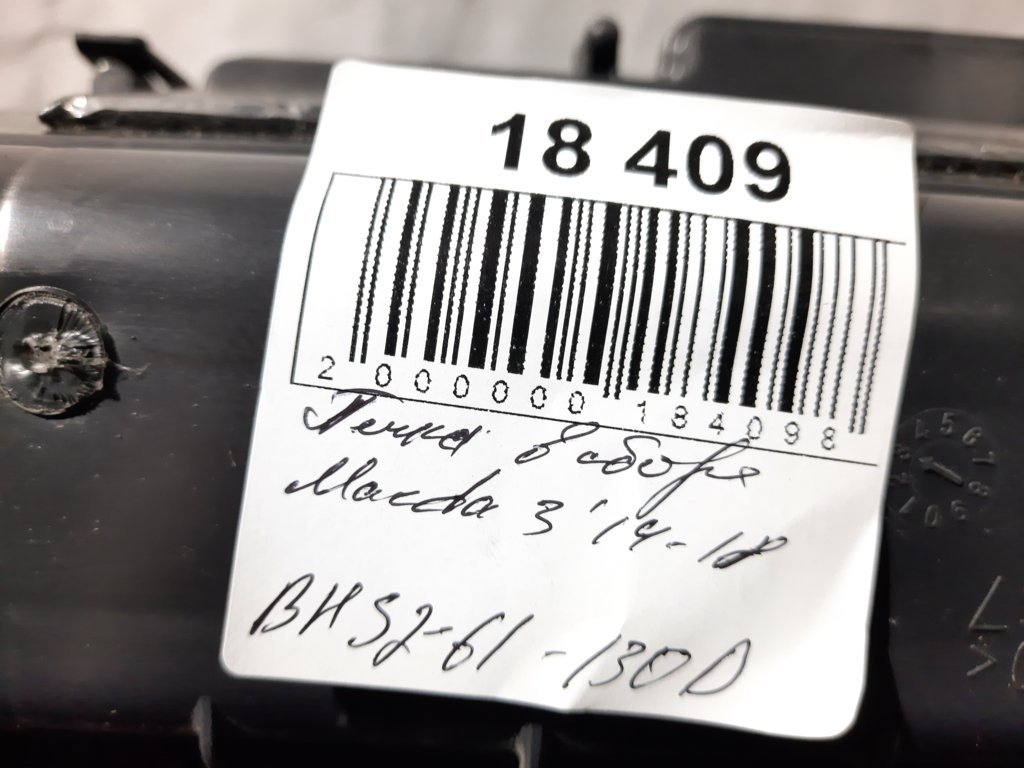 18 409
2 000000 184098
Печка в сборе
Мазда 3 '14-18
BHS2-61-130D